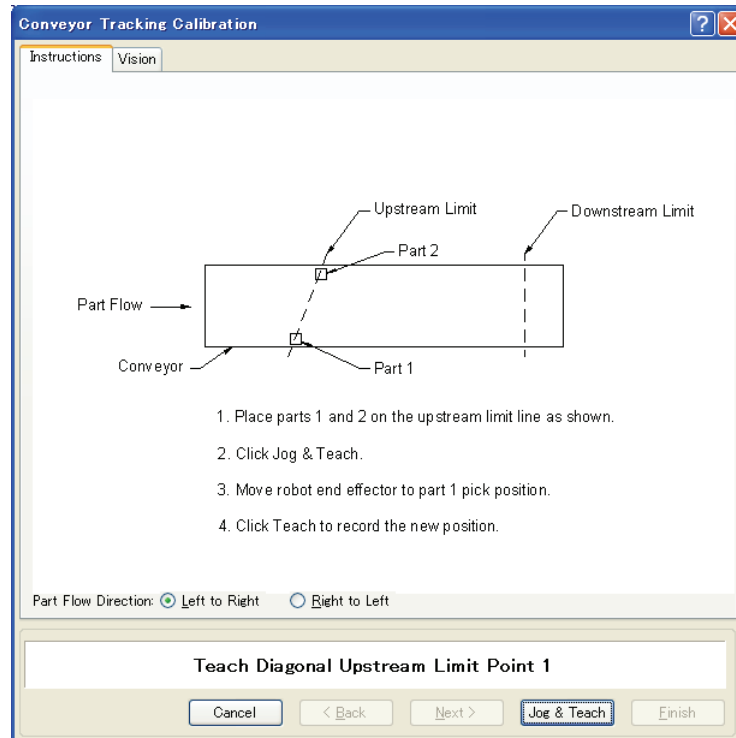 Conveyor Tracking Calibration
Instructions
Vision
Upstream Limit
Downstream Limit
Part 2
Part Flow
Conveyor
Part 1
1. Place parts 1 and 2 on the upstream limit line as shown.
2. Click Jog & Teach.
3. Move robot end effector to part 1 pick position.
4. Click Teach to record the new position.
Part Flow Direction: Left to Right Right to Left
Teach Diagonal Upstream Limit Point 1
Cancel < Back Next > Jog & Teach Finish